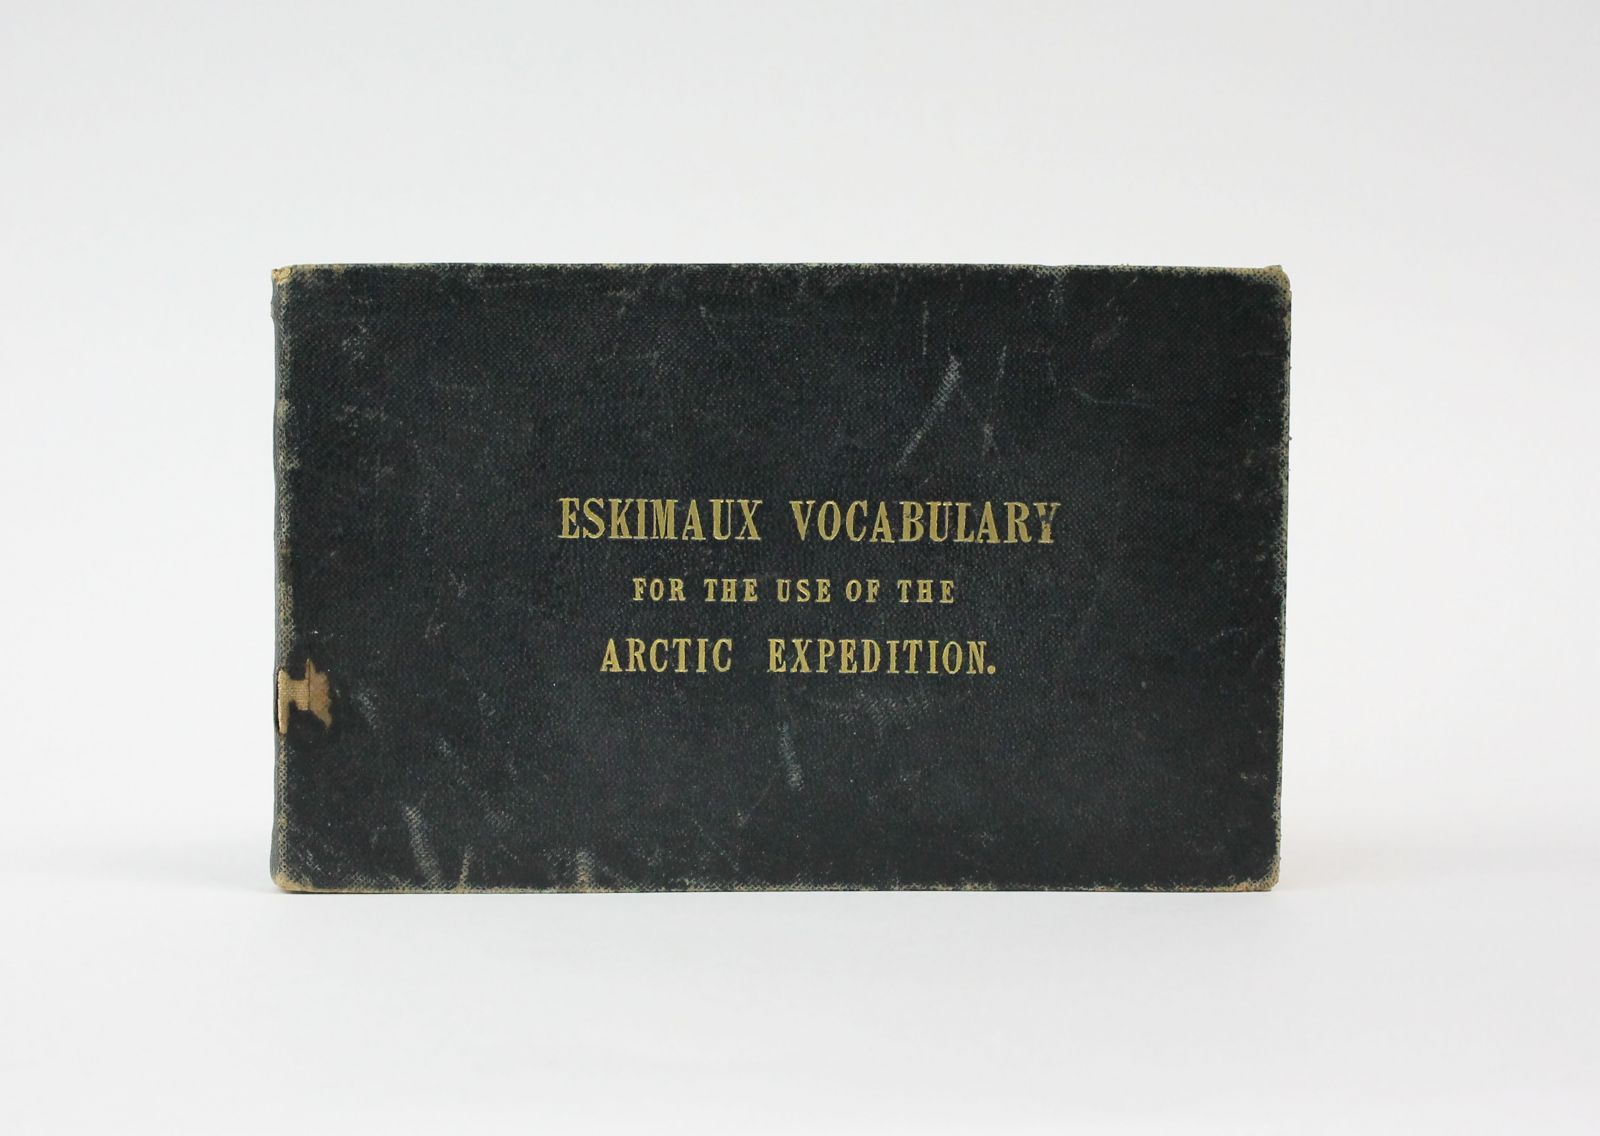 ESKIMAUX VOCABULARY
FOR THE USE OF THE
ARCTIC EXPEDITION.